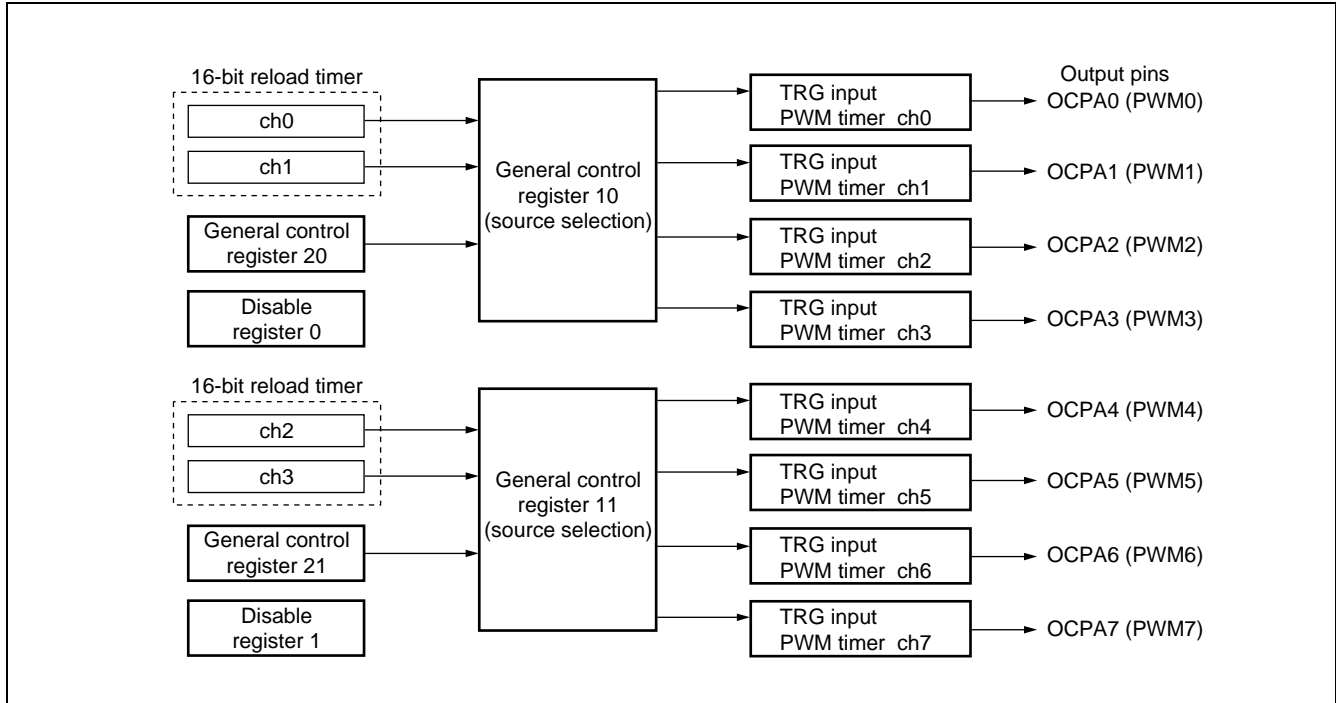 16-bit reload timer
ch0
ch1
General control
register 20
Disable
register 0
General control
register 10
(source selection)
TRG input
PWM timer ch0
TRG input
PWM timer ch1
TRG input
PWM timer ch2
TRG input
PWM timer ch3
Output pins
OCPA0 (PWM0)
OCPA1 (PWM1)
OCPA2 (PWM2)
OCPA3 (PWM3)
16-bit reload timer
ch2
ch3
General control
register 21
Disable
register 1
General control
register 11
(source selection)
TRG input
PWM timer ch4
TRG input
PWM timer ch5
TRG input
PWM timer ch6
TRG input
PWM timer ch7
OCPA4 (PWM4)
OCPA5 (PWM5)
OCPA6 (PWM6)
OCPA7 (PWM7)